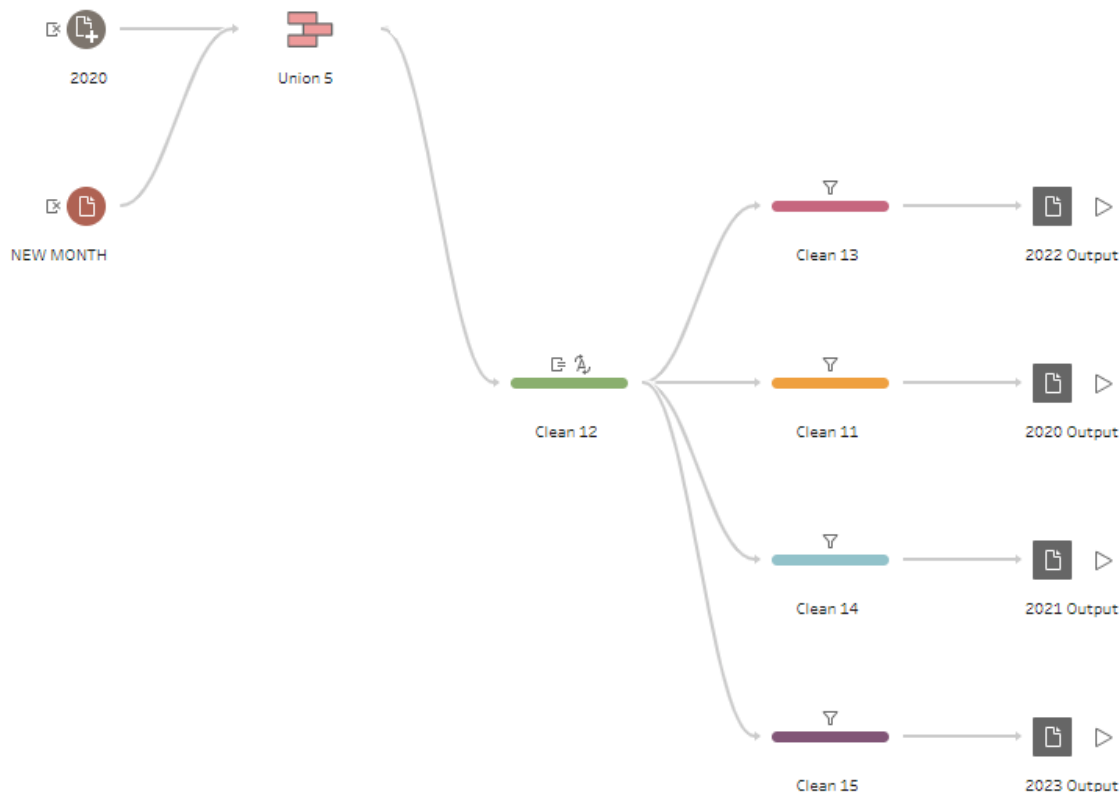 2020
Union 5
NEW MONTH
Clean 13
2022 Output
Clean 12
Clean 11
2020 Output
Clean 14
2021 Output
Clean 15
2023 Output